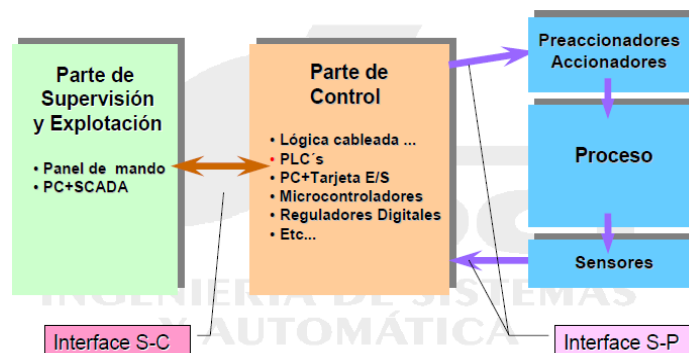 Parte de
Supervisión
y Explotación
• Panel de mando
• PC+SCADA
Parte de
Control
• Lógica cableada ...
• PLC´s
• PC+Tarjeta E/S
• Microcontroladores
• Reguladores Digitales
• Etc...
Preaccionadores
Accionadores
Proceso
Sensores
INGENIERÍA DE SISTEMAS
Y AUTOMÁTICA
Interface S-C
Interface S-P